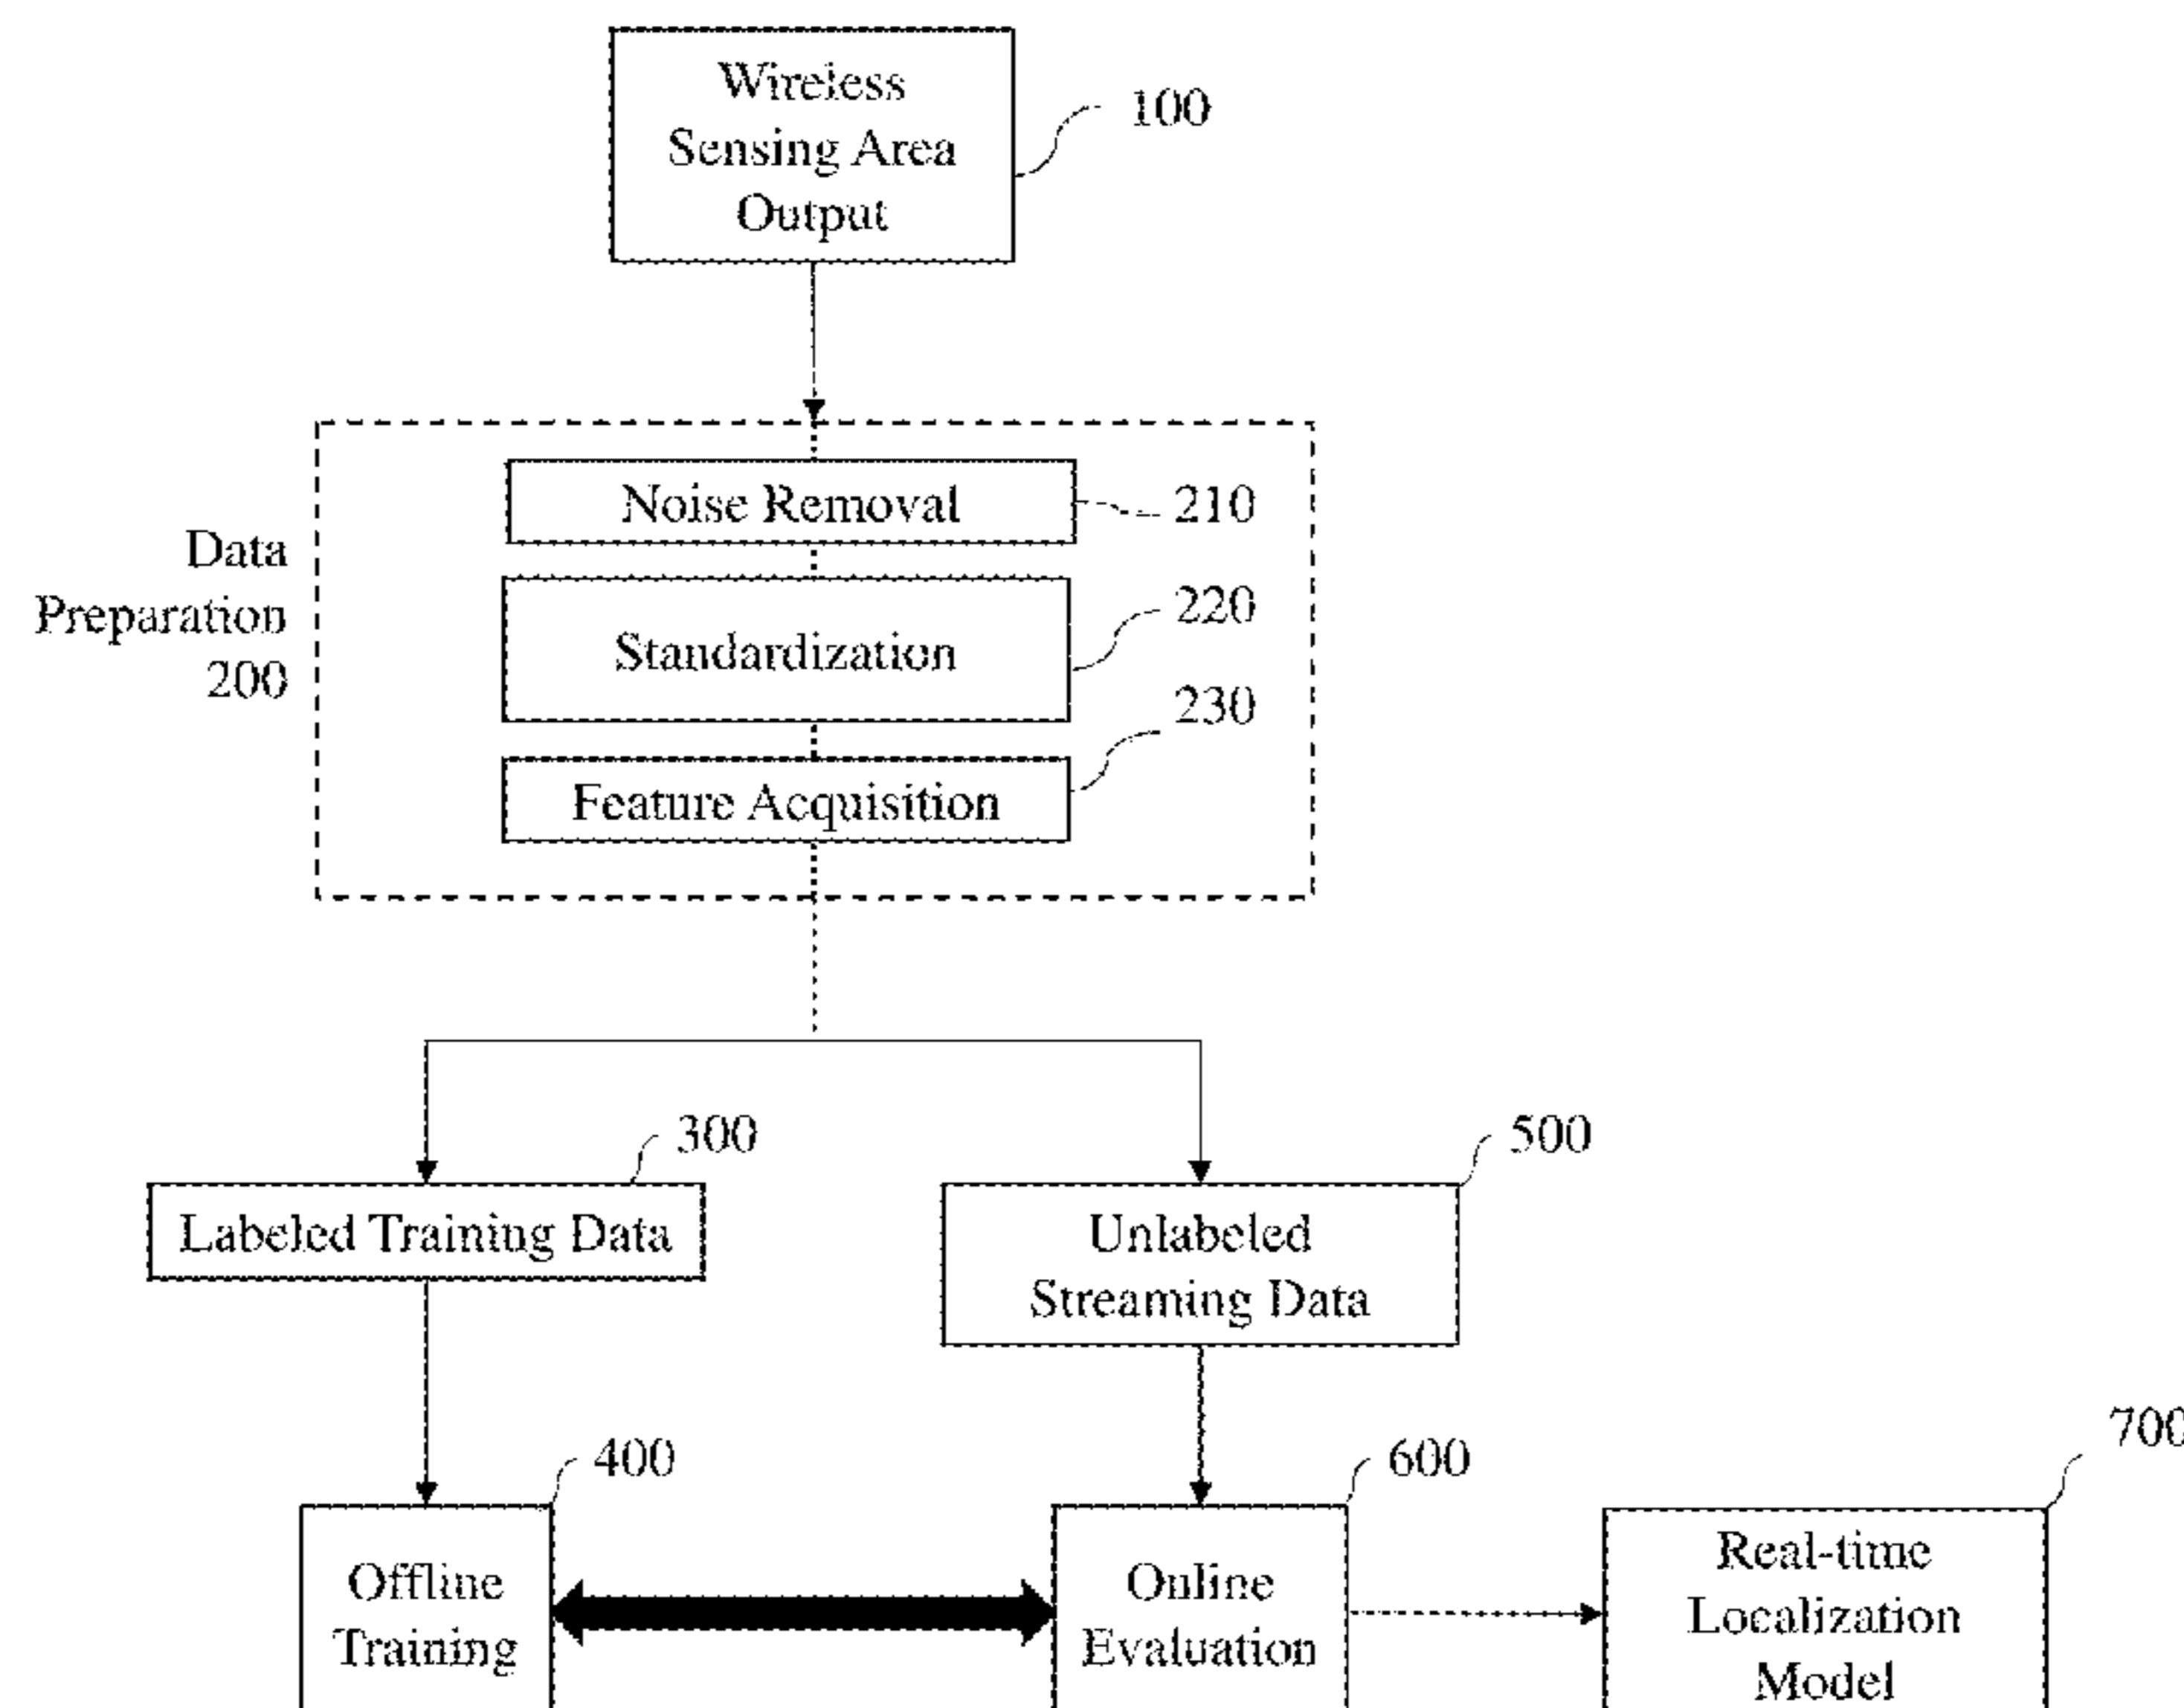 Wireless
Sensing Area
Output
100
Data
Preparation
200
Noise Removal
210
Standardization
220
Feature Acquisition
230
300
Labeled Training Data
500
Unlabeled
Streaming Data
400
Offline
Training
600
Online
Evaluation
700
Real-time
Localization
Model